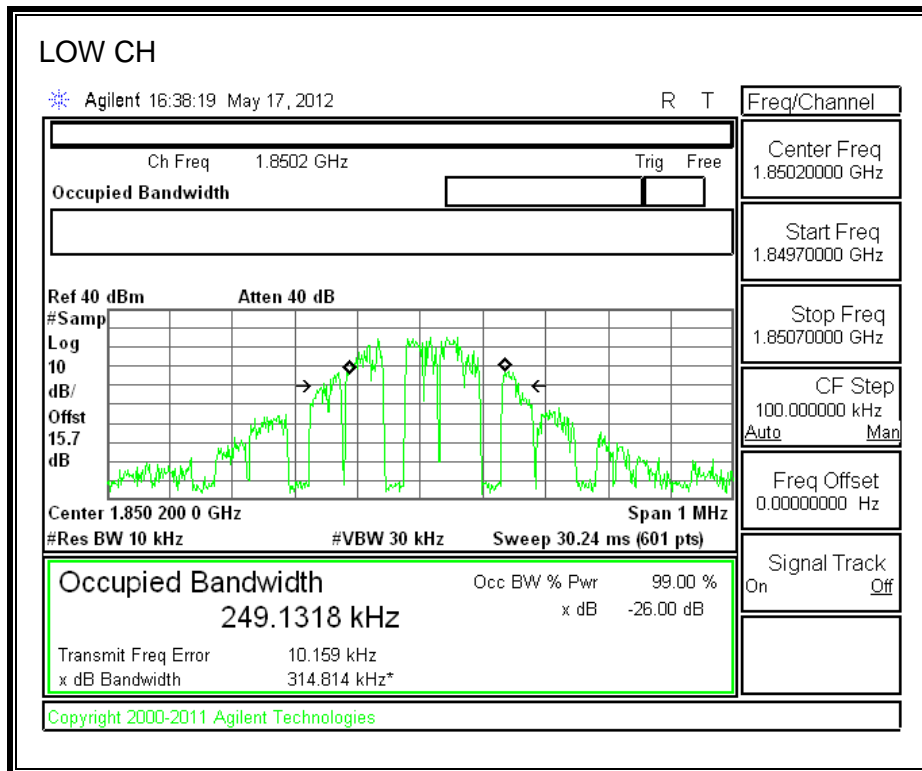 LOW CH
Agilent 16:38:19 May 17, 2012 R T
Freq/Channel
Ch Freq 1.8502 GHz Trig Free
Occupied Bandwidth
Center Freq
1.85020000 GHz
Start Freq
1.84970000 GHz
Stop Freq
1.85070000 GHz
CF Step
100.000000 kHz
Auto Man
Freq Offset
0.00000000 Hz
Signal Track
On Off
Ref 40 dBm Atten 40 dB
#Samp
Log
10
dB/
Offst
15.7
dB
Center 1.850 200 0 GHz Span 1 MHz
#Res BW 10 kHz #VBW 30 kHz Sweep 30.24 ms (601 pts)
Occupied Bandwidth Occ BW % Pwr 99.00 %
249.1318 kHz x dB -26.00 dB
Transmit Freq Error 10.159 kHz
x dB Bandwidth 314.814 kHz*
Copyright 2000-2011 Agilent Technologies